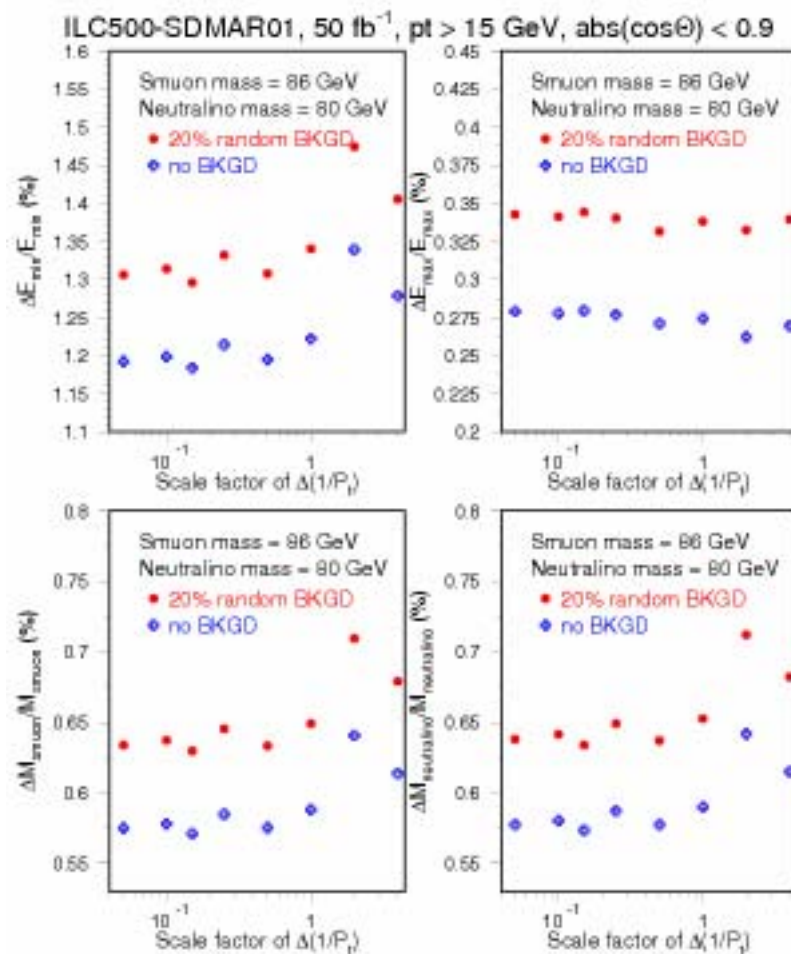 ILC500-SDMAR01, 50 fb⁻¹, pt > 15 GeV, abs(cosΘ) < 0.9
1.6
1.55
1.5
1.45
1.4
1.35
1.3
1.25
1.2
1.15
1.1
ΔE_min/E_min (%)
Smuon mass = 86 GeV
Neutralino mass = 80 GeV
20% random BKGD
no BKGD
10⁻¹ 1
Scale factor of Δ(1/P_t)
0.45
0.425
0.4
0.375
0.35
0.325
0.3
0.275
0.25
0.225
0.2
ΔE_max/E_max (%)
Smuon mass = 86 GeV
Neutralino mass = 80 GeV
20% random BKGD
no BKGD
10⁻¹ 1
Scale factor of Δ(1/P_t)
0.8
0.75
0.7
0.65
0.6
0.55
ΔM_smuon/M_smuon (%)
Smuon mass = 86 GeV
Neutralino mass = 80 GeV
20% random BKGD
no BKGD
10⁻¹ 1
Scale factor of Δ(1/P_t)
0.8
0.75
0.7
0.65
0.6
0.55
ΔM_neutralino/M_neutralino (%)
Smuon mass = 86 GeV
Neutralino mass = 80 GeV
20% random BKGD
no BKGD
10⁻¹ 1
Scale factor of Δ(1/P_t)